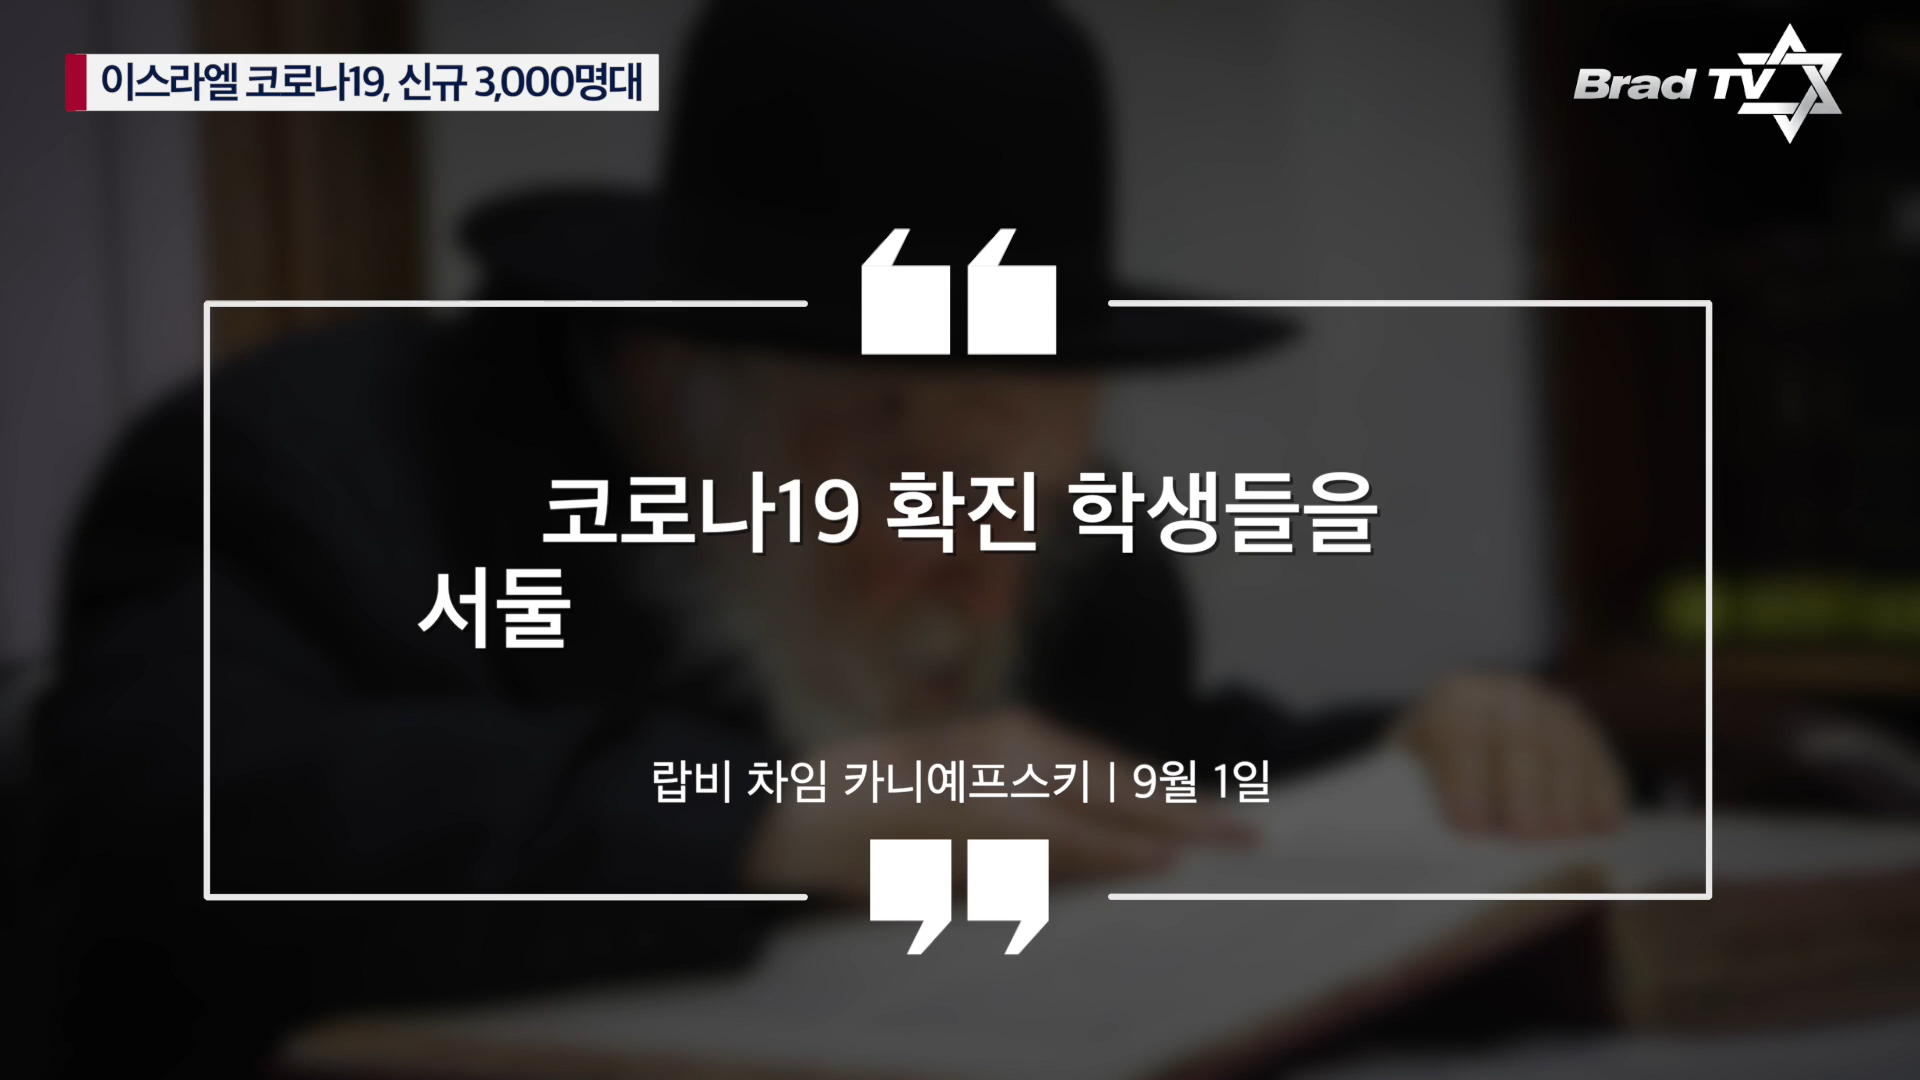 이스라엘 코로나19, 신규 3,000명대
Brad TV
코로나19 확진 학생들을
서둘
랍비 차임 카니예프스키 | 9월 1일